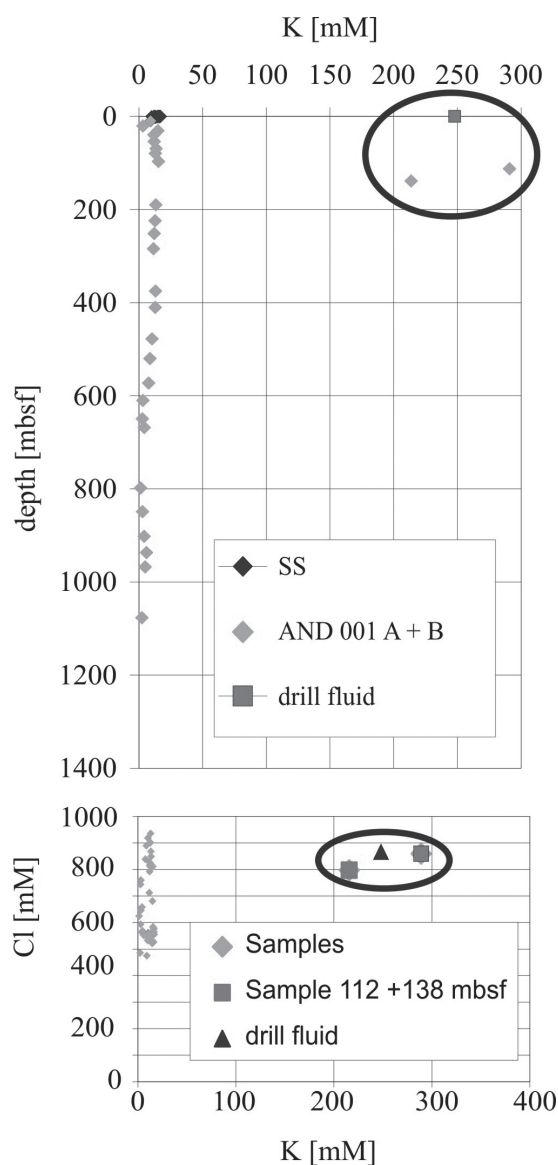 K [mM]
0 50 100 150 200 250 300
0
200
400
600
800
1000
1200
1400
depth [mbsf]
SS
AND 001 A + B
drill fluid
1000
800
600
400
200
0
Cl [mM]
Samples
Sample 112 +138 mbsf
drill fluid
0 100 200 300 400
K [mM]